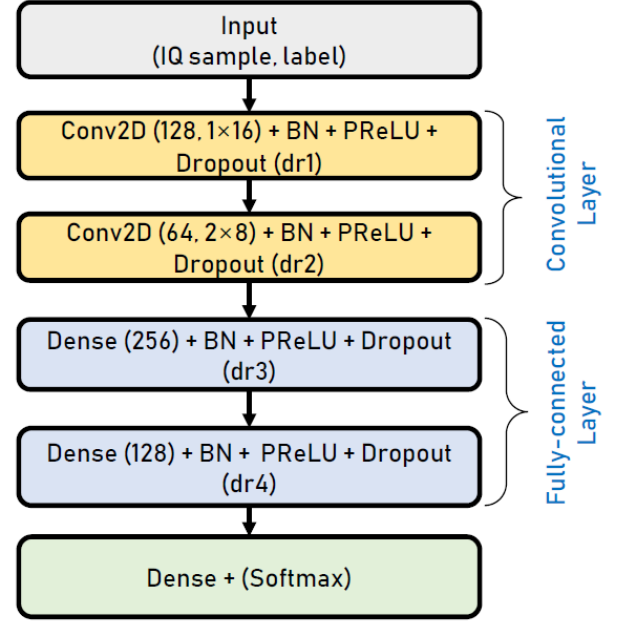 Input
(IQ sample, label)
Conv2D (128, 1×16) + BN + PReLU +
Dropout (dr1)
Conv2D (64, 2×8) + BN + PReLU +
Dropout (dr2)
Convolutional
Layer
Dense (256) + BN + PReLU + Dropout
(dr3)
Dense (128) + BN + PReLU + Dropout
(dr4)
Fully-connected
Layer
Dense + (Softmax)